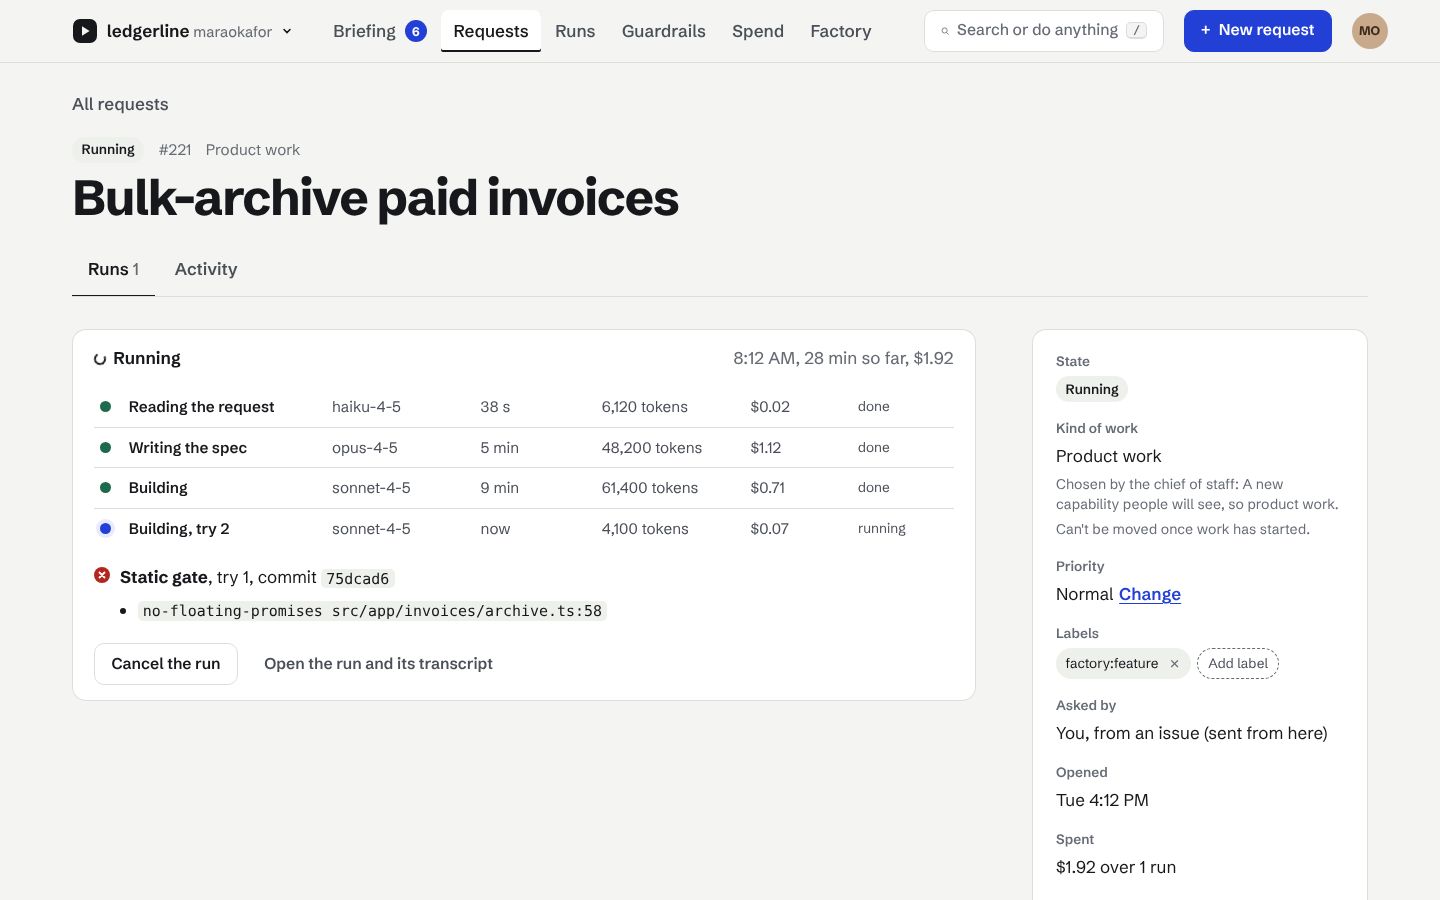 ledgerline maraokafor
Briefing 6
Requests
Runs
Guardrails
Spend
Factory
Search or do anything /
+ New request
MO
All requests
Running #221 Product work
Bulk-archive paid invoices
Runs 1
Activity
Running 8:12 AM, 28 min so far, $1.92
Reading the request haiku-4-5 38 s 6,120 tokens $0.02 done
Writing the spec opus-4-5 5 min 48,200 tokens $1.12 done
Building sonnet-4-5 9 min 61,400 tokens $0.71 done
Building, try 2 sonnet-4-5 now 4,100 tokens $0.07 running
Static gate, try 1, commit 75dcad6
• no-floating-promises src/app/invoices/archive.ts:58
Cancel the run
Open the run and its transcript
State
Running
Kind of work
Product work
Chosen by the chief of staff: A new
capability people will see, so product work.
Can't be moved once work has started.
Priority
Normal Change
Labels
factory:feature × Add label
Asked by
You, from an issue (sent from here)
Opened
Tue 4:12 PM
Spent
$1.92 over 1 run